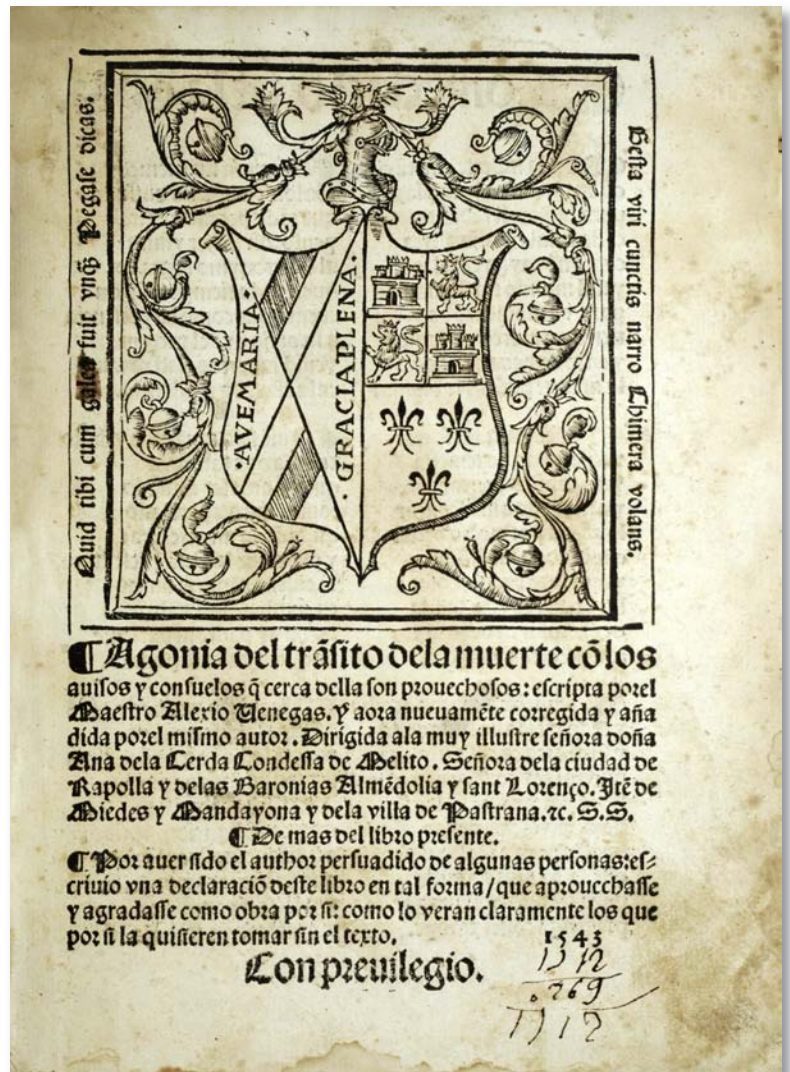 Quid tibi cum galea fuit vnq̃ʒ Pegase dicas.
Gesta viri cunctis narro Chimera volans.
·AVEMARIA·
·GRACIAPLENA·
¶Agonia del trãsito dela muerte cõ los
auisos y consuelos q̃ cerca della son prouechosos: escripta porel
Maestro Alexio Uenegas. Y aora nueuamẽte corregida y aña
dida porel mismo autor. Dirigida ala muy illustre señora doña
Ana dela Cerda Condessa de Melito. Señora dela ciudad de
Rapolla y delas Baronias Almẽdolia y sant Lorenço. Jtẽ de
Miedes y Mandayona y dela villa de Pastrana.⁊c. S.S.
¶De mas del libro presente.
¶Por auer sido el author persuadido de algunas personas:es⸗
criuio vna declaraciõ deste libro en tal forma/que aprouechasse
y agradasse como obra por si: como lo veran claramente los que
por si la quisieren tomar sin el texto.
1543
Con preuilegio.